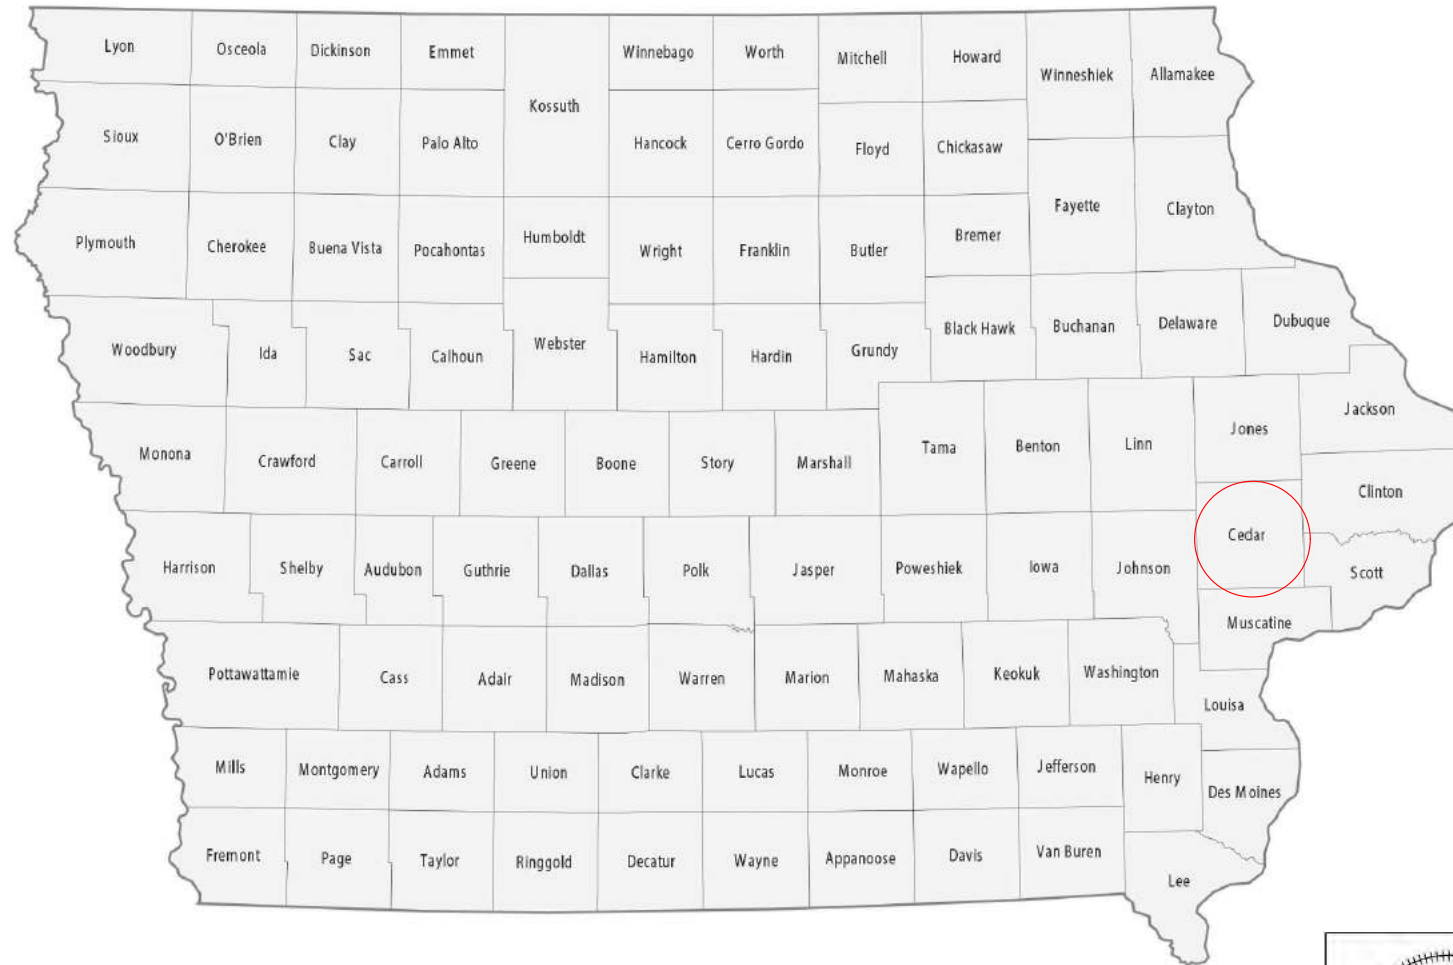 Lyon
Osceola
Dickinson
Emmet
Kossuth
Winnebago
Worth
Mitchell
Howard
Winneshiek
Allamakee
Sioux
O'Brien
Clay
Palo Alto
Hancock
Cerro Gordo
Floyd
Chickasaw
Fayette
Clayton
Plymouth
Cherokee
Buena Vista
Pocahontas
Humboldt
Wright
Franklin
Butler
Bremer
Woodbury
Ida
Sac
Calhoun
Webster
Hamilton
Hardin
Grundy
Black Hawk
Buchanan
Delaware
Dubuque
Monona
Crawford
Carroll
Greene
Boone
Story
Marshall
Tama
Benton
Linn
Jones
Jackson
Clinton
Cedar
Harrison
Shelby
Audubon
Guthrie
Dallas
Polk
Jasper
Poweshiek
Iowa
Johnson
Scott
Muscatine
Pottawattamie
Cass
Adair
Madison
Warren
Marion
Mahaska
Keokuk
Washington
Louisa
Mills
Montgomery
Adams
Union
Clarke
Lucas
Monroe
Wapello
Jefferson
Henry
Des Moines
Fremont
Page
Taylor
Ringgold
Decatur
Wayne
Appanoose
Davis
Van Buren
Lee